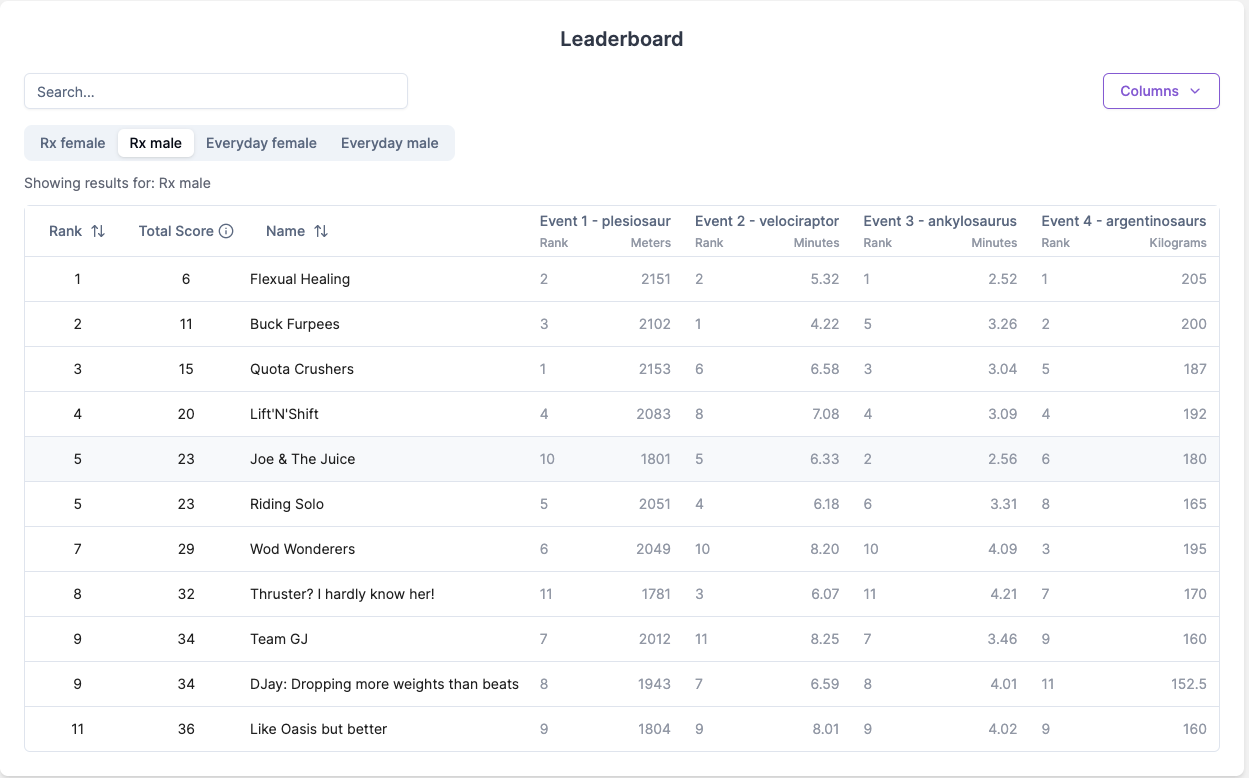 Leaderboard
Search...
Columns
Rx female Rx male Everyday female Everyday male
Showing results for: Rx male
Rank Total Score Name Event 1 - plesiosaur Event 2 - velociraptor Event 3 - ankylosaurus Event 4 - argentinosaurs
Rank Meters Rank Minutes Rank Minutes Rank Kilograms
1 6 Flexual Healing 2 2151 2 5.32 1 2.52 1 205
2 11 Buck Furpees 3 2102 1 4.22 5 3.26 2 200
3 15 Quota Crushers 1 2153 6 6.58 3 3.04 5 187
4 20 Lift'N'Shift 4 2083 8 7.08 4 3.09 4 192
5 23 Joe & The Juice 10 1801 5 6.33 2 2.56 6 180
5 23 Riding Solo 5 2051 4 6.18 6 3.31 8 165
7 29 Wod Wonderers 6 2049 10 8.20 10 4.09 3 195
8 32 Thruster? I hardly know her! 11 1781 3 6.07 11 4.21 7 170
9 34 Team GJ 7 2012 11 8.25 7 3.46 9 160
9 34 DJay: Dropping more weights than beats 8 1943 7 6.59 8 4.01 11 152.5
11 36 Like Oasis but better 9 1804 9 8.01 9 4.02 9 160